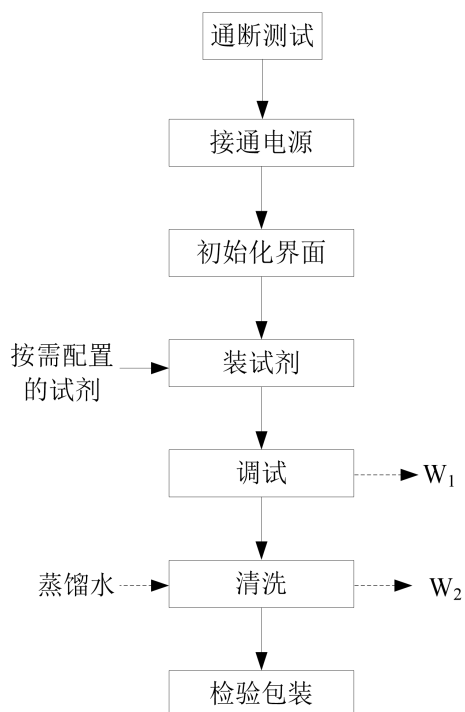 通断测试
接通电源
初始化界面
按需配置
的试剂
装试剂
调试
W₁
蒸馏水
清洗
W₂
检验包装